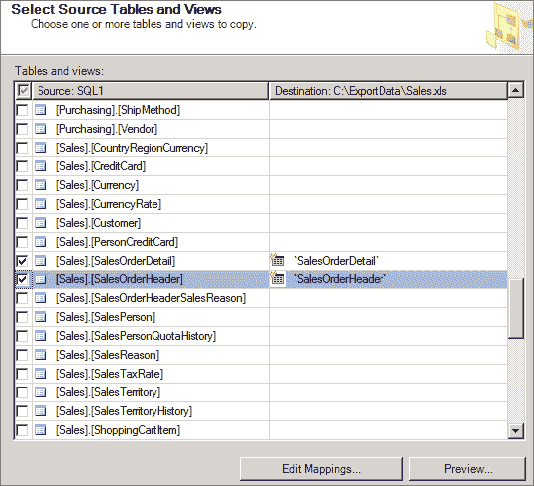 Select Source Tables and Views
Choose one or more tables and views to copy.
Tables and views:
Source: SQL1 Destination: C:\ExportData\Sales.xls
[Purchasing].[ShipMethod]
[Purchasing].[Vendor]
[Sales].[CountryRegionCurrency]
[Sales].[CreditCard]
[Sales].[Currency]
[Sales].[CurrencyRate]
[Sales].[Customer]
[Sales].[PersonCreditCard]
[Sales].[SalesOrderDetail] `SalesOrderDetail`
[Sales].[SalesOrderHeader] `SalesOrderHeader`
[Sales].[SalesOrderHeaderSalesReason]
[Sales].[SalesPerson]
[Sales].[SalesPersonQuotaHistory]
[Sales].[SalesReason]
[Sales].[SalesTaxRate]
[Sales].[SalesTerritory]
[Sales].[SalesTerritoryHistory]
[Sales].[ShoppingCartItem]
Edit Mappings... Preview...